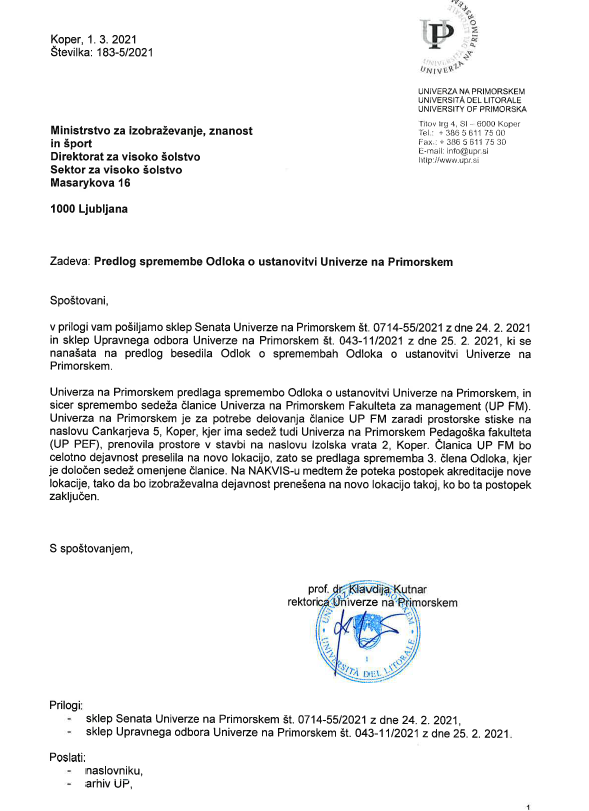 Koper, 1. 3. 2021
Številka: 183-5/2021
UP
UNIVERZA NA PRIMORSKEM
UNIVERZA NA PRIMORSKEM
UNIVERSITÀ DEL LITORALE
UNIVERSITY OF PRIMORSKA
Titov trg 4, SI – 6000 Koper
Tel.: + 386 5 611 75 00
Fax.: + 386 5 611 75 30
E-mail: info@upr.si
http://www.upr.si
Ministrstvo za izobraževanje, znanost
in šport
Direktorat za visoko šolstvo
Sektor za visoko šolstvo
Masarykova 16
1000 Ljubljana
Zadeva: Predlog spremembe Odloka o ustanovitvi Univerze na Primorskem
Spoštovani,
v prilogi vam pošiljamo sklep Senata Univerze na Primorskem št. 0714-55/2021 z dne 24. 2. 2021
in sklep Upravnega odbora Univerze na Primorskem št. 043-11/2021 z dne 25. 2. 2021, ki se
nanašata na predlog besedila Odlok o spremembah Odloka o ustanovitvi Univerze na
Primorskem.
Univerza na Primorskem predlaga spremembo Odloka o ustanovitvi Univerze na Primorskem, in
sicer spremembo sedeža članice Univerza na Primorskem Fakulteta za management (UP FM).
Univerza na Primorskem je za potrebe delovanja članice UP FM zaradi prostorske stiske na
naslovu Cankarjeva 5, Koper, kjer ima sedež tudi Univerza na Primorskem Pedagoška fakulteta
(UP PEF), prenovila prostore v stavbi na naslovu Izolska vrata 2, Koper. Članica UP FM bo
celotno dejavnost preselila na novo lokacijo, zato se predlaga sprememba 3. člena Odloka, kjer
je določen sedež omenjene članice. Na NAKVIS-u medtem že poteka postopek akreditacije nove
lokacije, tako da bo izobraževalna dejavnost prenešena na novo lokacijo takoj, ko bo ta postopek
zaključen.
S spoštovanjem,
prof. dr. Klavdija Kutnar
rektorica Univerze na Primorskem
UNIVERZA NA PRIMORSKEM
UNIVERSITÀ DEL LITORALE
1
Prilogi:
- sklep Senata Univerze na Primorskem št. 0714-55/2021 z dne 24. 2. 2021,
- sklep Upravnega odbora Univerze na Primorskem št. 043-11/2021 z dne 25. 2. 2021.
Poslati:
- naslovniku,
- arhiv UP,
1